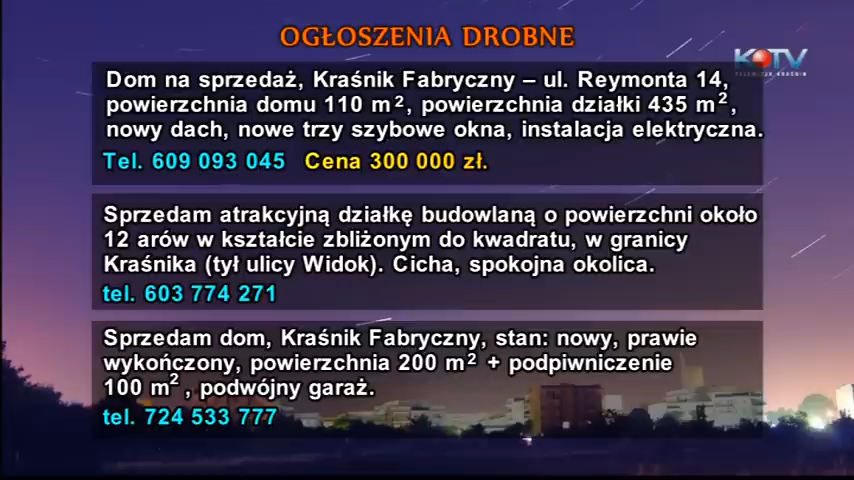 OGŁOSZENIA DROBNE
KOTV
TELEWIZJA KRAŚNIK
Dom na sprzedaż, Kraśnik Fabryczny – ul. Reymonta 14,
powierzchnia domu 110 m², powierzchnia działki 435 m²,
nowy dach, nowe trzy szybowe okna, instalacja elektryczna.
Tel. 609 093 045 Cena 300 000 zł.
Sprzedam atrakcyjną działkę budowlaną o powierzchni około
12 arów w kształcie zbliżonym do kwadratu, w granicy
Kraśnika (tył ulicy Widok). Cicha, spokojna okolica.
tel. 603 774 271
Sprzedam dom, Kraśnik Fabryczny, stan: nowy, prawie
wykończony, powierzchnia 200 m² + podpiwniczenie
100 m² , podwójny garaż.
tel. 724 533 777